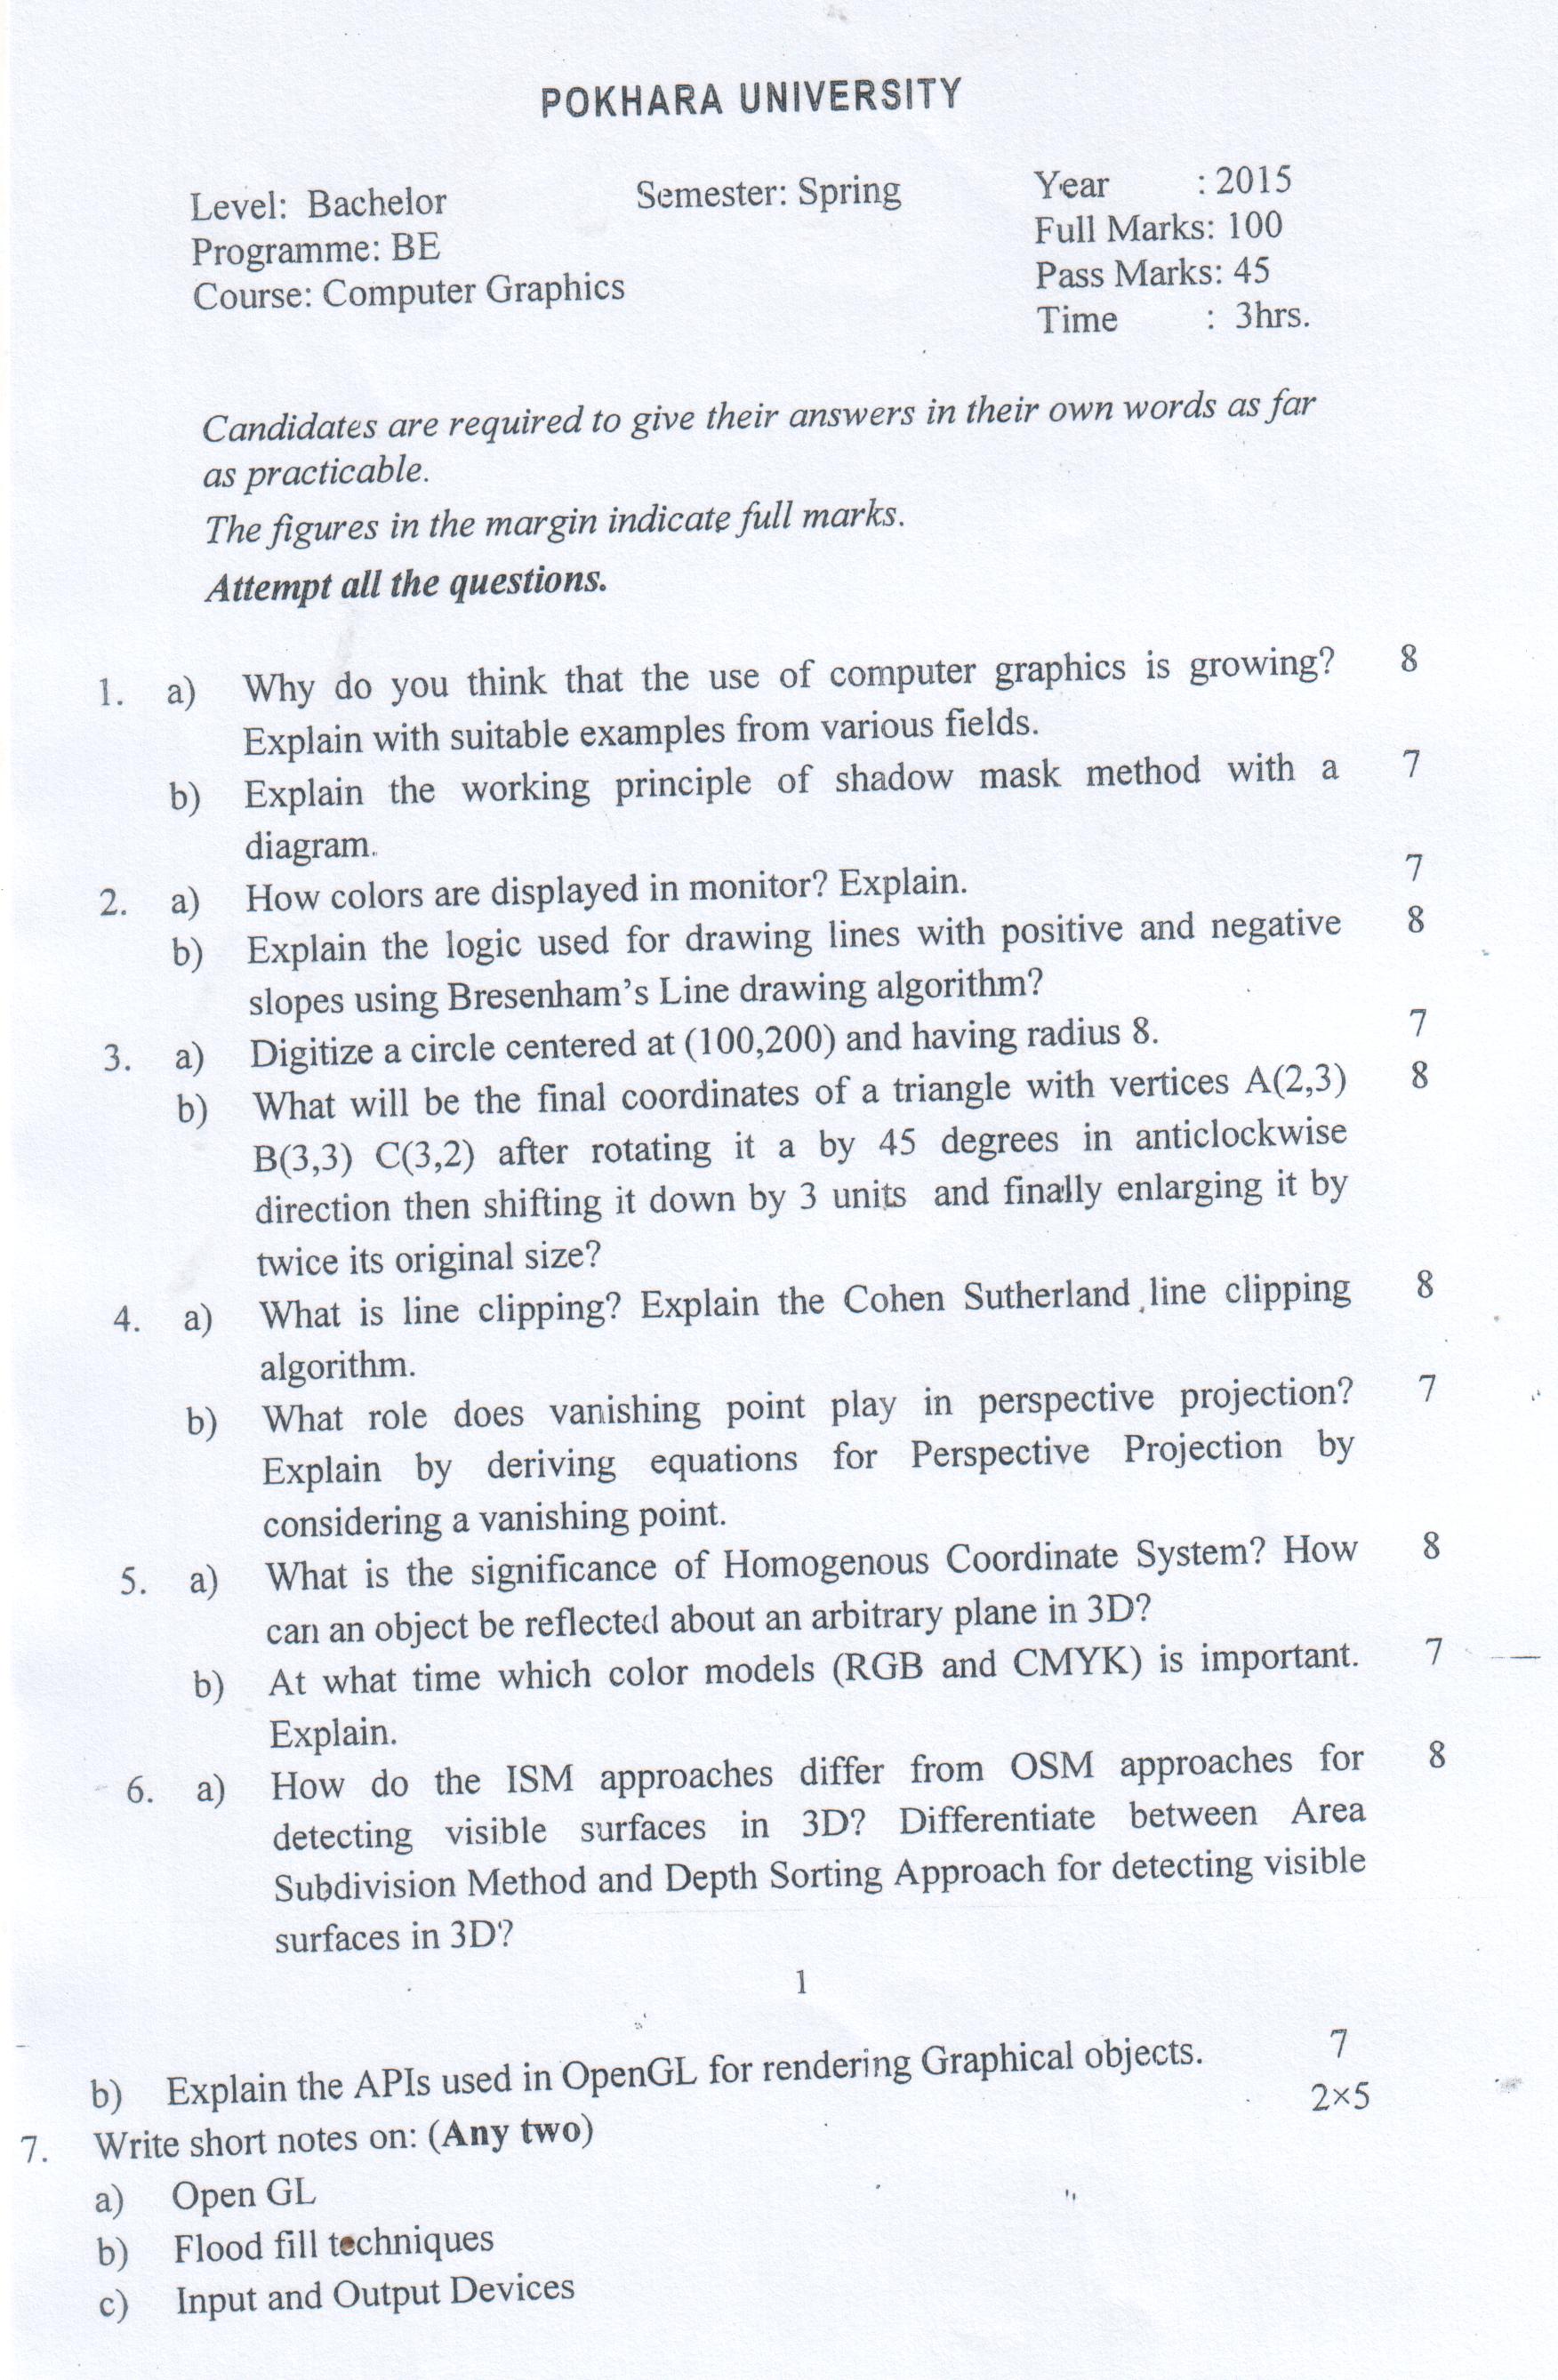 POKHARA UNIVERSITY
Level: Bachelor Semester: Spring Year : 2015
Programme: BE Full Marks: 100
Course: Computer Graphics Pass Marks: 45
Time : 3hrs.
Candidates are required to give their answers in their own words as far
as practicable.
The figures in the margin indicate full marks.
Attempt all the questions.
1. a) Why do you think that the use of computer graphics is growing? 8
Explain with suitable examples from various fields.
b) Explain the working principle of shadow mask method with a 7
diagram.
2. a) How colors are displayed in monitor? Explain. 7
b) Explain the logic used for drawing lines with positive and negative 8
slopes using Bresenham's Line drawing algorithm?
3. a) Digitize a circle centered at (100,200) and having radius 8. 7
b) What will be the final coordinates of a triangle with vertices A(2,3) 8
B(3,3) C(3,2) after rotating it a by 45 degrees in anticlockwise
direction then shifting it down by 3 units and finally enlarging it by
twice its original size?
4. a) What is line clipping? Explain the Cohen Sutherland line clipping 8
algorithm.
b) What role does vanishing point play in perspective projection? 7
Explain by deriving equations for Perspective Projection by
considering a vanishing point.
5. a) What is the significance of Homogenous Coordinate System? How 8
can an object be reflected about an arbitrary plane in 3D?
b) At what time which color models (RGB and CMYK) is important. 7
Explain.
6. a) How do the ISM approaches differ from OSM approaches for 8
detecting visible surfaces in 3D? Differentiate between Area
Subdivision Method and Depth Sorting Approach for detecting visible
surfaces in 3D?
1
b) Explain the APIs used in OpenGL for rendering Graphical objects. 7
7. Write short notes on: (Any two) 2×5
a) Open GL
b) Flood fill techniques
c) Input and Output Devices